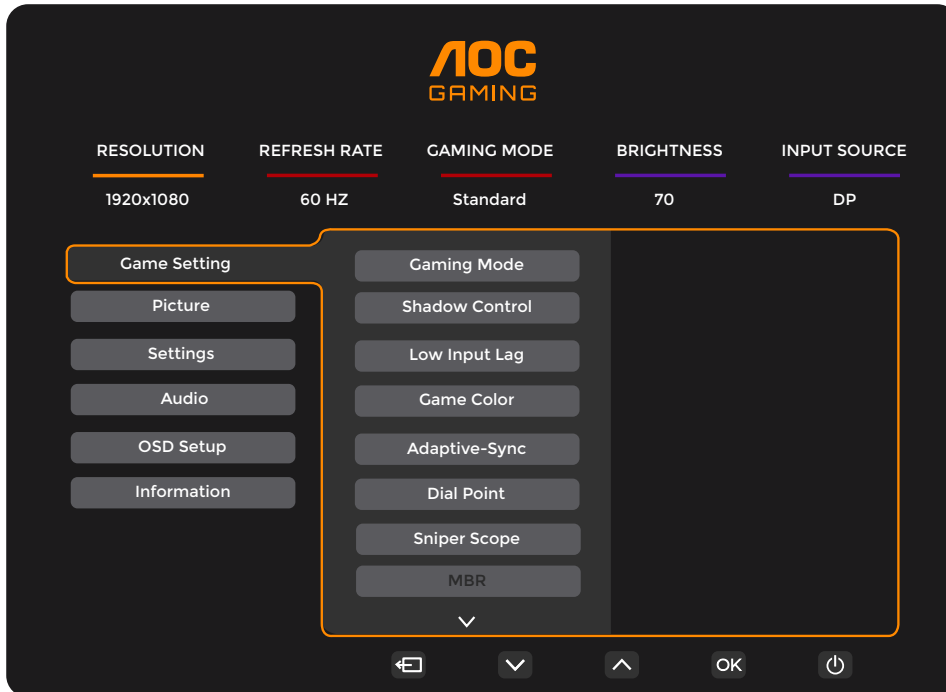 AOC
GAMING
RESOLUTION REFRESH RATE GAMING MODE BRIGHTNESS INPUT SOURCE
1920x1080 60 HZ Standard 70 DP
Game Setting
Picture
Settings
Audio
OSD Setup
Information
Gaming Mode
Shadow Control
Low Input Lag
Game Color
Adaptive-Sync
Dial Point
Sniper Scope
MBR
OK